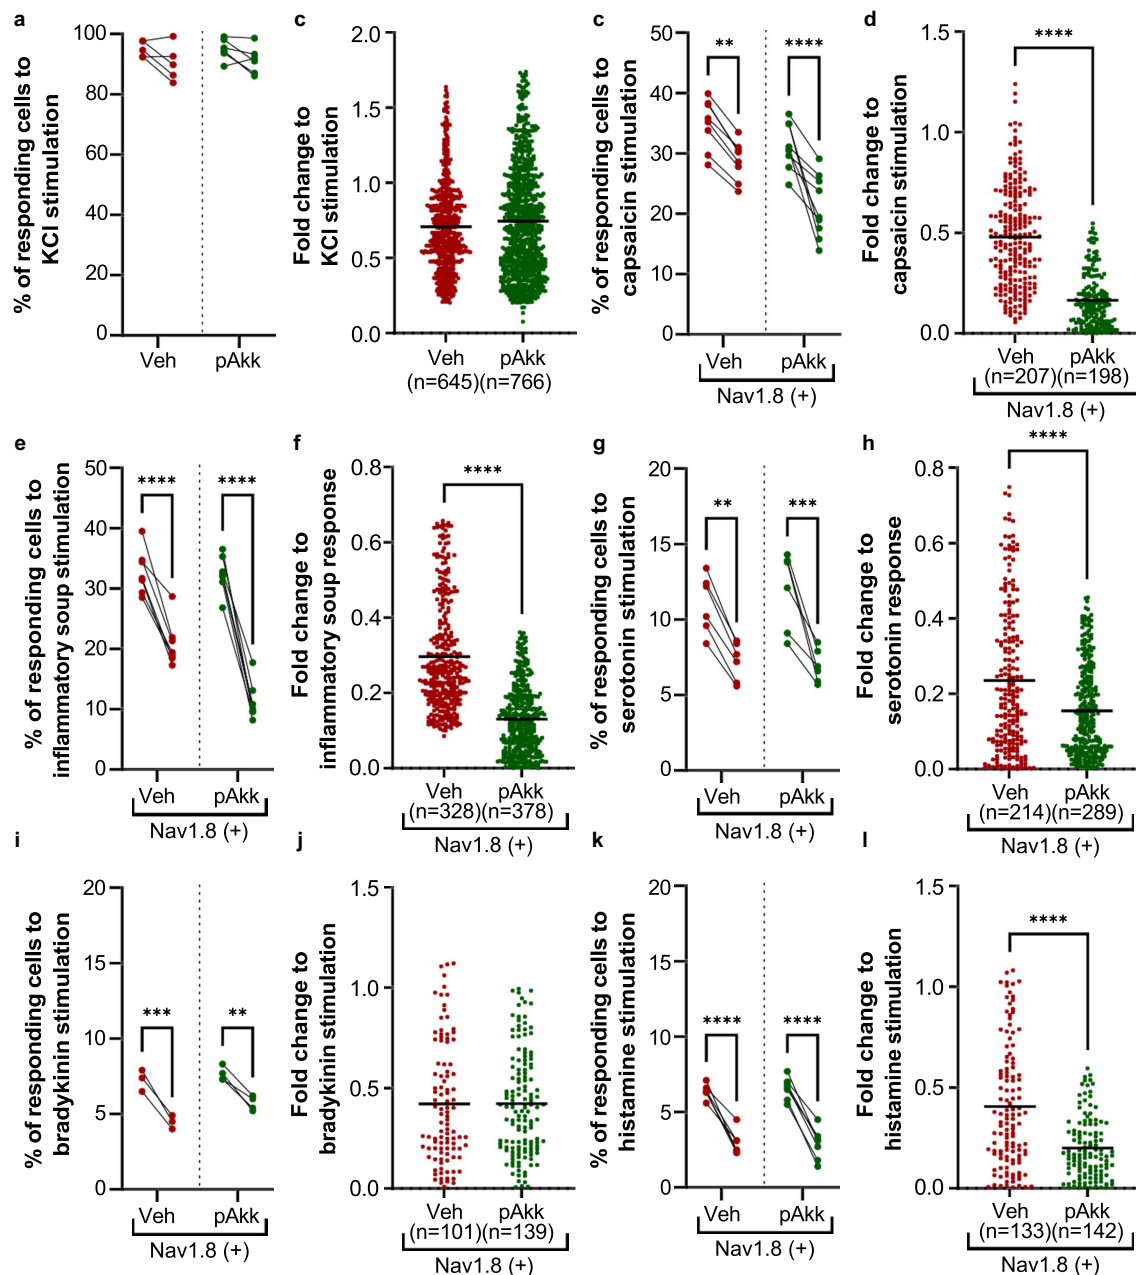 a
% of responding cells to
KCl stimulation
100
80
60
40
20
0
Veh
pAkk
c
Fold change to
KCl stimulation
2.0
1.5
1.0
0.5
0.0
Veh
pAkk
(n=645)(n=766)
c
% of responding cells to
capsaicin stimulation
50
40
30
20
10
0
**
****
Veh
pAkk
Nav1.8 (+)
d
Fold change to
capsaicin stimulation
1.5
1.0
0.5
0.0
****
Veh
pAkk
(n=207)(n=198)
Nav1.8 (+)
e
% of responding cells to
inflammatory soup stimulation
50
40
30
20
10
0
****
****
Veh
pAkk
Nav1.8 (+)
f
Fold change to
inflammatory soup response
0.8
0.6
0.4
0.2
0.0
****
Veh
pAkk
(n=328)(n=378)
Nav1.8 (+)
g
% of responding cells to
serotonin stimulation
20
15
10
5
0
**
***
Veh
pAkk
Nav1.8 (+)
h
Fold change to
serotonin response
0.8
0.6
0.4
0.2
0.0
****
Veh
pAkk
(n=214)(n=289)
Nav1.8 (+)
i
% of responding cells to
bradykinin stimulation
20
15
10
5
0
***
**
Veh
pAkk
Nav1.8 (+)
j
Fold change to
bradykinin stimulation
1.5
1.0
0.5
0.0
Veh
pAkk
(n=101)(n=139)
Nav1.8 (+)
k
% of responding cells to
histamine stimulation
20
15
10
5
0
****
****
Veh
pAkk
Nav1.8 (+)
l
Fold change to
histamine stimulation
1.5
1.0
0.5
0.0
****
Veh
pAkk
(n=133)(n=142)
Nav1.8 (+)